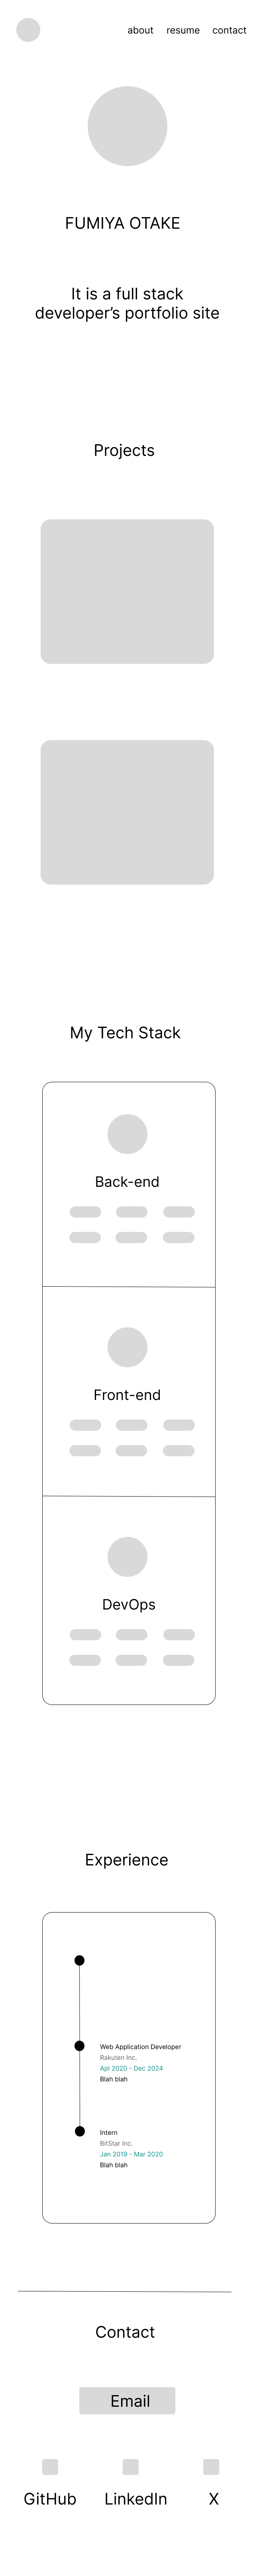 about resume contact
FUMIYA OTAKE
It is a full stack
developer’s portfolio site
Projects
My Tech Stack
Back-end
Front-end
DevOps
Experience
Web Application Developer
Rakuten Inc.
Apl 2020 - Dec 2024
Blah blah
Intern
BitStar Inc.
Jan 2019 - Mar 2020
Blah blah
Contact
Email
GitHub LinkedIn X